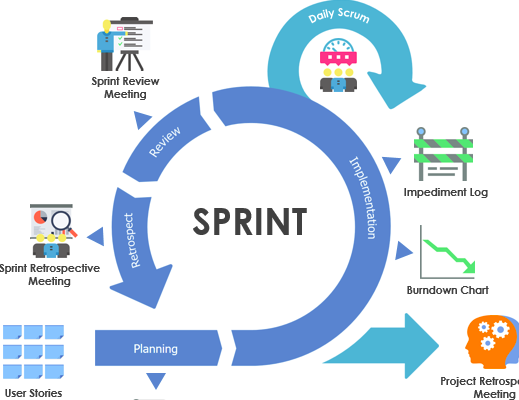 Daily Scrum
Sprint Review
Meeting
Review
Implementation
Impediment Log
SPRINT
Retrospect
Sprint Retrospective
Meeting
Burndown Chart
Planning
User Stories
Project Retrospe
Meeting